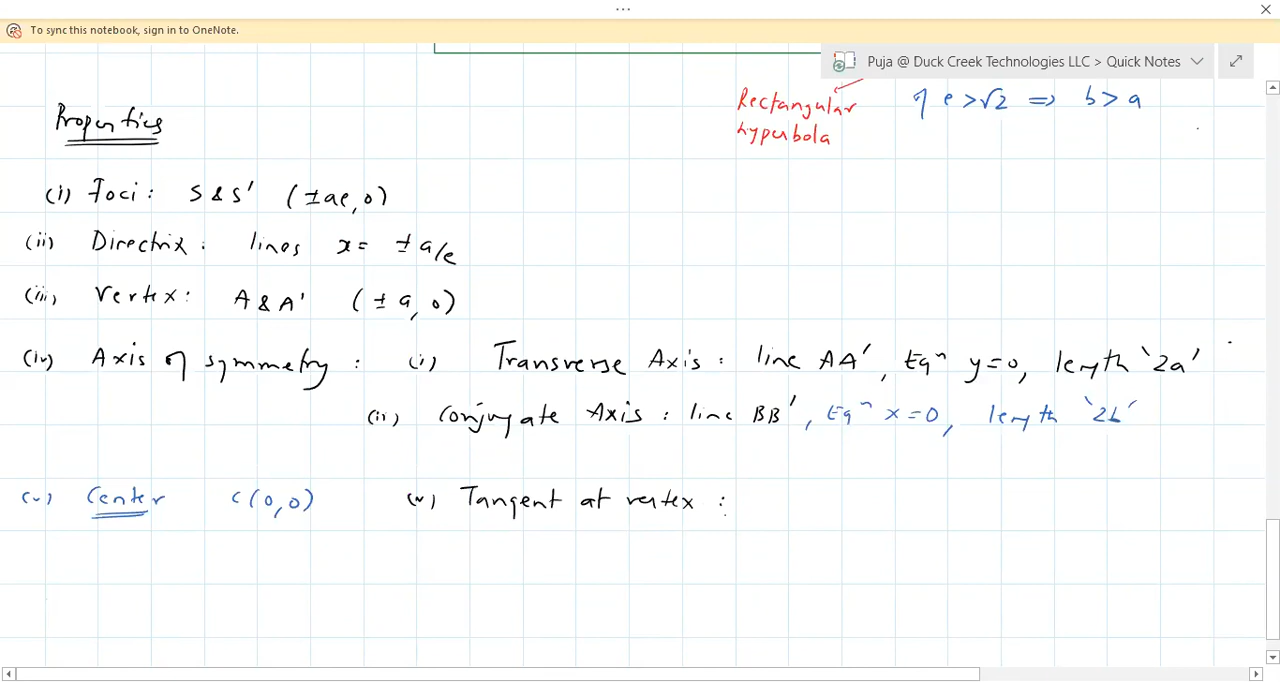 To sync this notebook, sign in to OneNote.
Puja @ Duck Creek Technologies LLC > Quick Notes
Rectangular hyperbola
if e > √2 => b > a
Properties
(i) Foci : S & S' (±ae, 0)
(ii) Directrix : lines x = ± a/e
(iii) Vertex : A & A' (± a, 0)
(iv) Axis of symmetry : (i) Transverse Axis : line AA', Eqⁿ y=0, length '2a'
(ii) Conjugate Axis : line BB', Eqⁿ x=0, length '2b'
(v) Center C(0,0) (v) Tangent at vertex :